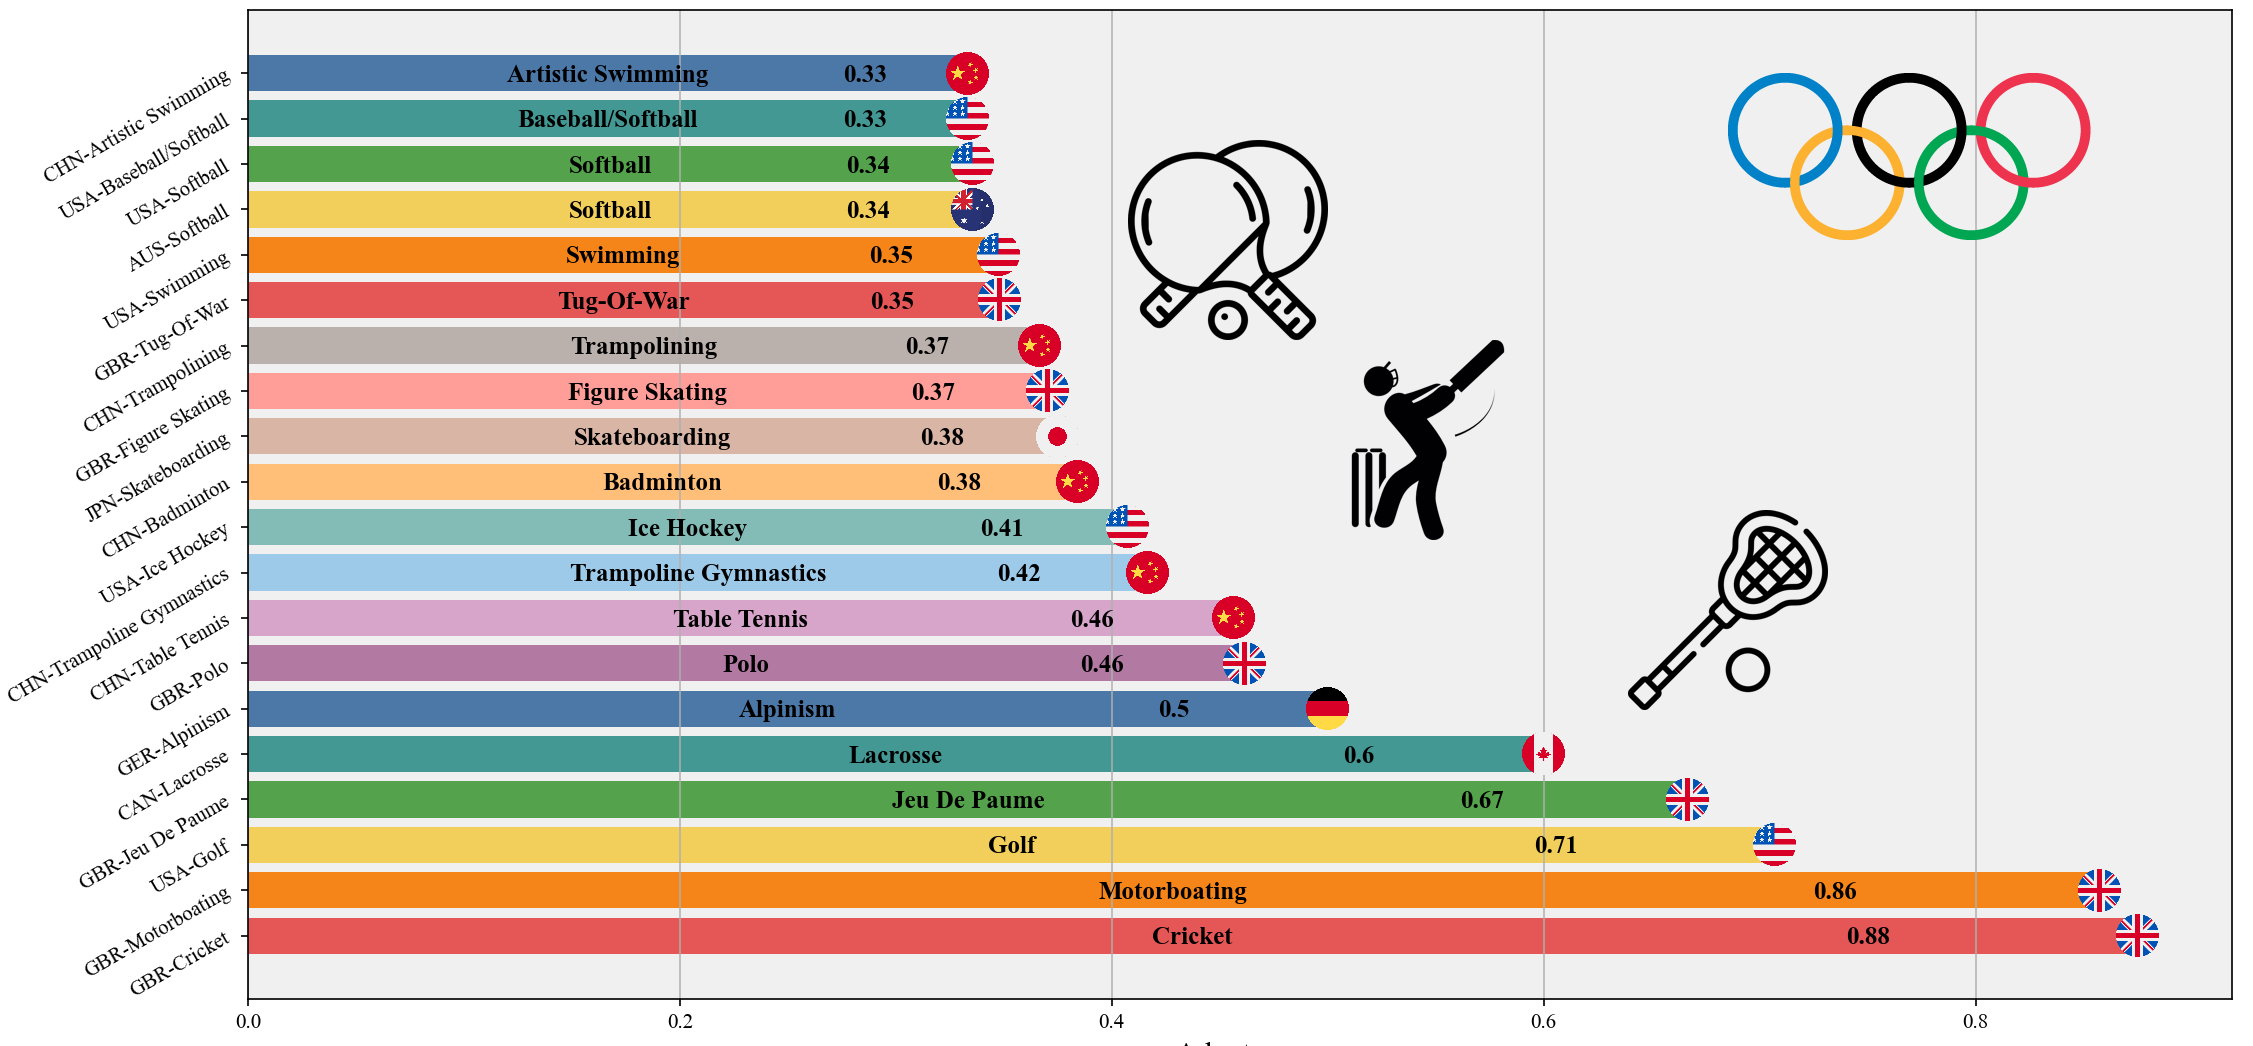 CHN-Artistic Swimming Artistic Swimming 0.33
USA-Baseball/Softball Baseball/Softball 0.33
USA-Softball Softball 0.34
AUS-Softball Softball 0.34
USA-Swimming Swimming 0.35
GBR-Tug-Of-War Tug-Of-War 0.35
CHN-Trampolining Trampolining 0.37
GBR-Figure Skating Figure Skating 0.37
JPN-Skateboarding Skateboarding 0.38
CHN-Badminton Badminton 0.38
USA-Ice Hockey Ice Hockey 0.41
CHN-Trampoline Gymnastics Trampoline Gymnastics 0.42
CHN-Table Tennis Table Tennis 0.46
GBR-Polo Polo 0.46
GER-Alpinism Alpinism 0.5
CAN-Lacrosse Lacrosse 0.6
GBR-Jeu De Paume Jeu De Paume 0.67
USA-Golf Golf 0.71
GBR-Motorboating Motorboating 0.86
GBR-Cricket Cricket 0.88
0.0 0.2 0.4 0.6 0.8